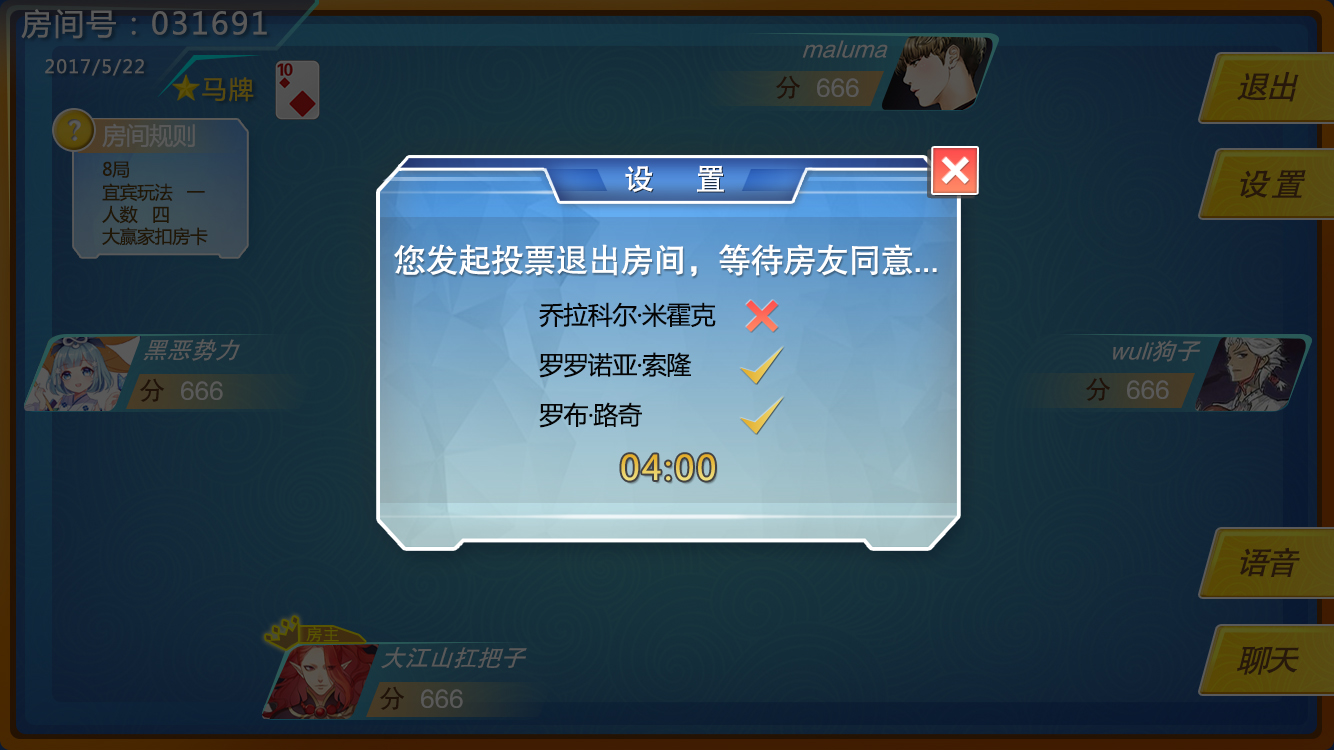 房间号：031691
2017/5/22
马牌
10
?
房间规则
8局
宜宾玩法 一
人数 四
大赢家扣房卡
maluma
分 666
退出
设置
设 置
您发起投票退出房间，等待房友同意...
乔拉科尔·米霍克
罗罗诺亚·索隆
罗布·路奇
04:00
黑恶势力
分 666
wuli狗子
分 666
语音
聊天
房主
大江山扛把子
分 666